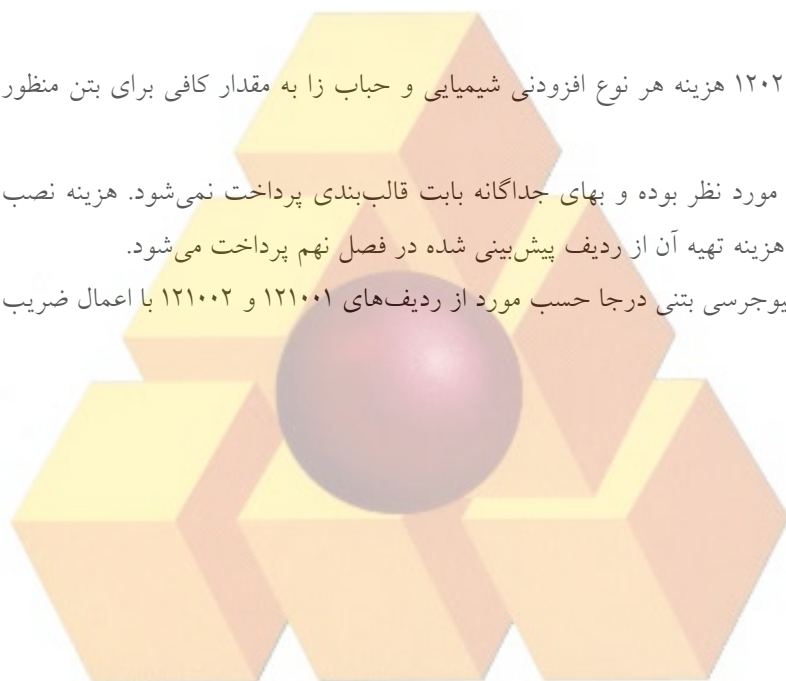 ۱۲۰۲ هزینه هر نوع افزودنی شیمیایی و حباب زا به مقدار کافی برای بتن منظور
مورد نظر بوده و بهای جداگانه بابت قالب‌بندی پرداخت نمی‌شود. هزینه نصب
هزینه تهیه آن از ردیف پیش‌بینی شده در فصل نهم پرداخت می‌شود.
یوجرسی بتنی درجا حسب مورد از ردیف‌های ۱۲۱۰۰۱ و ۱۲۱۰۰۲ با اعمال ضریب